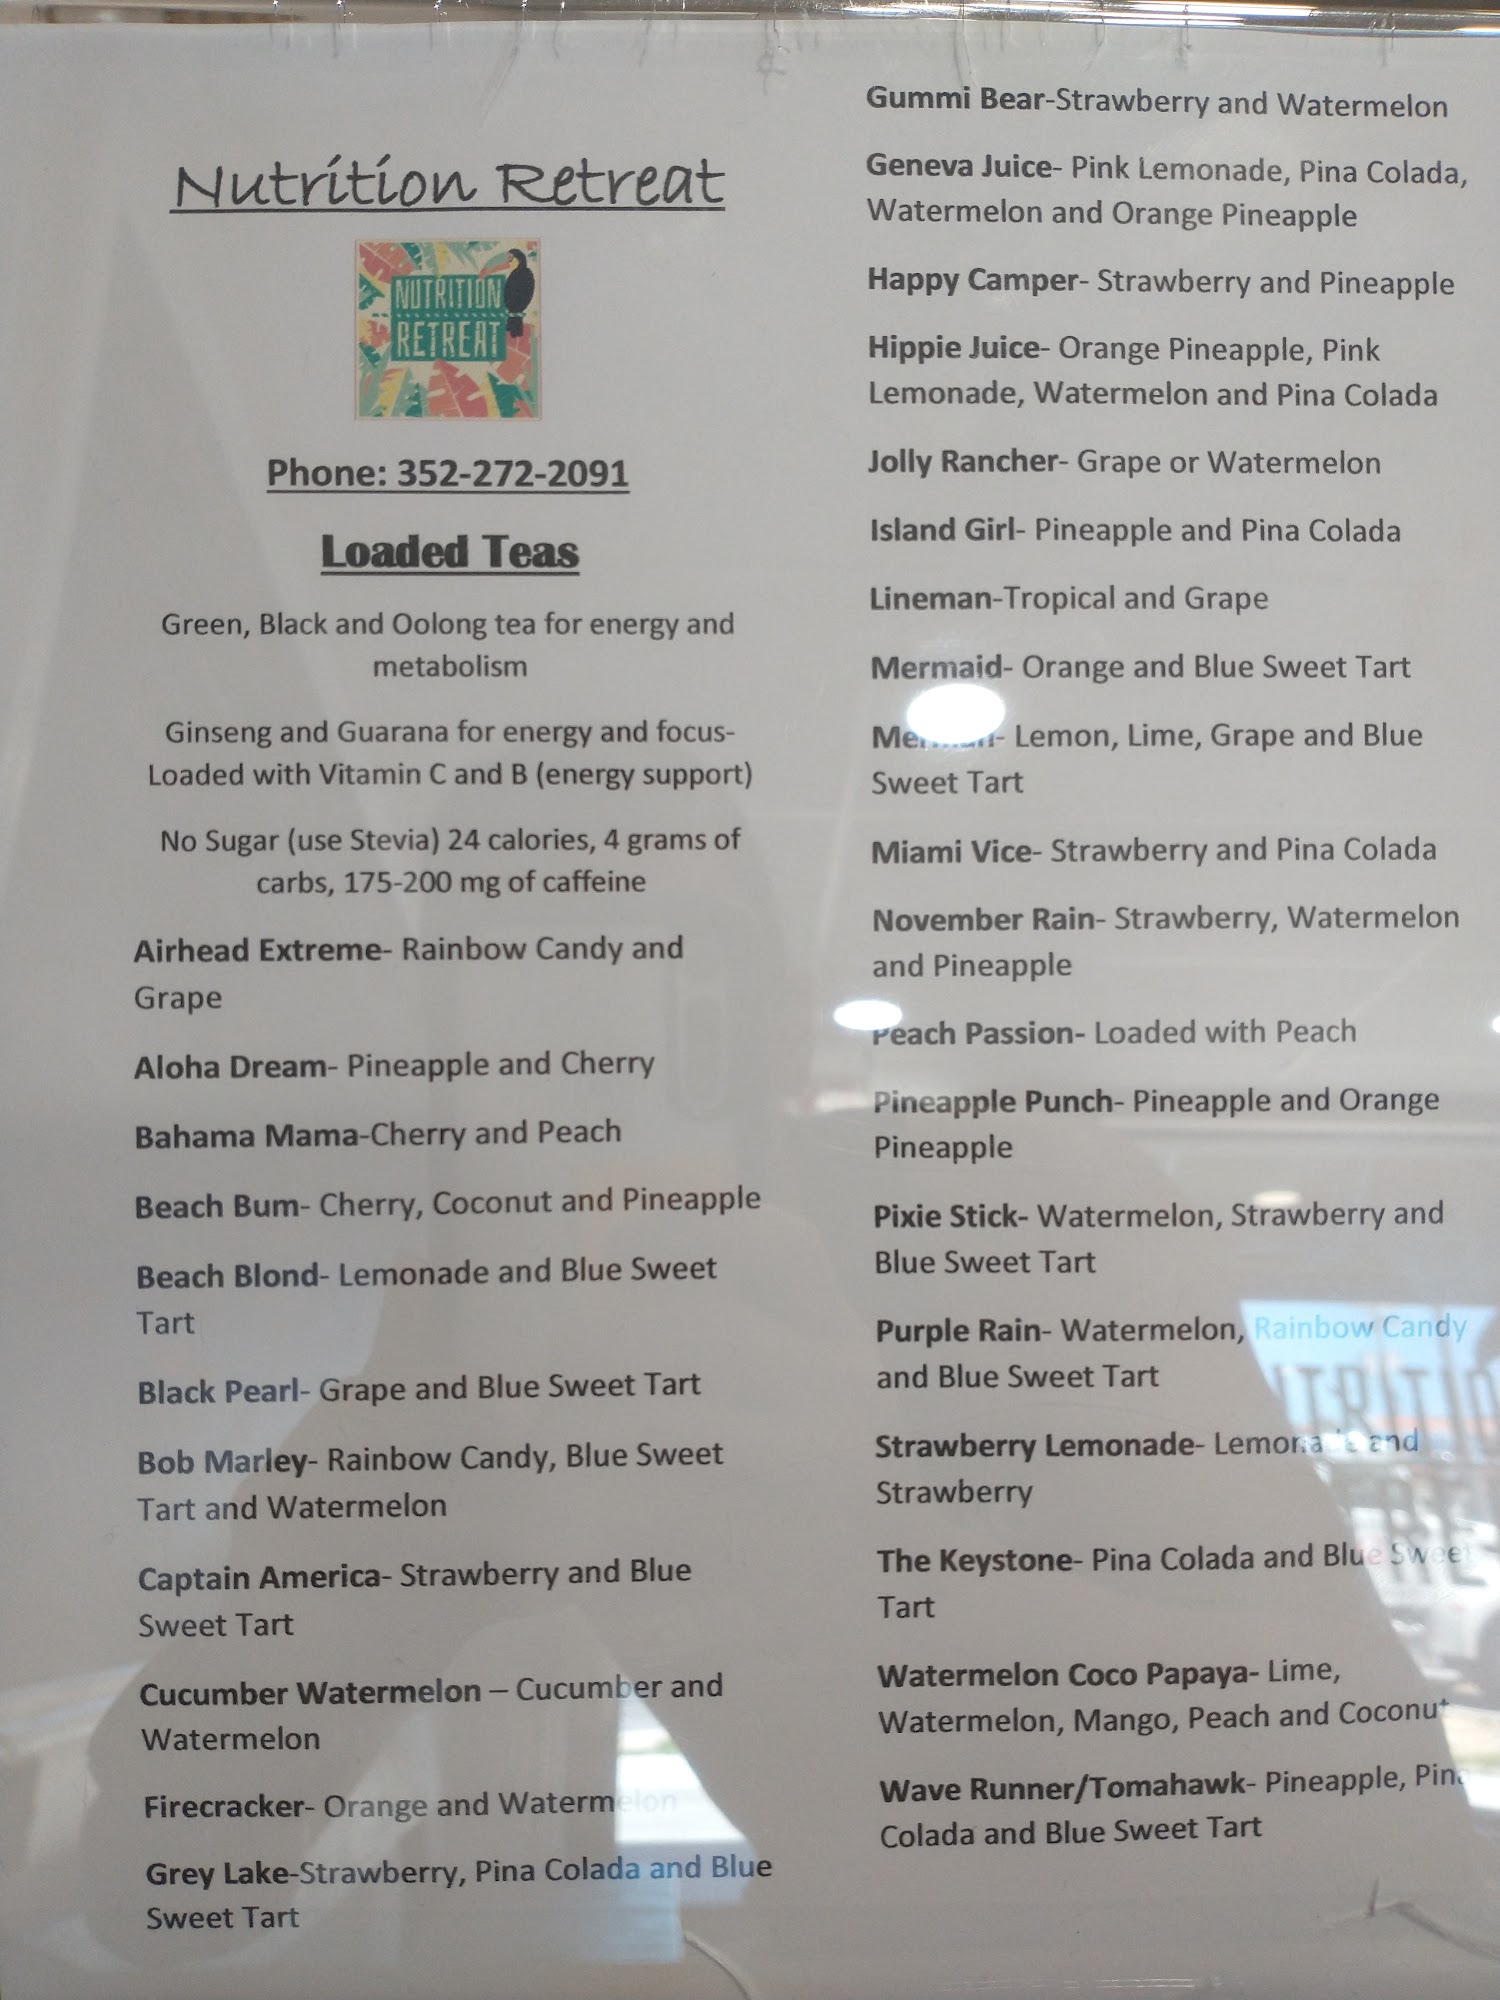 Nutrition Retreat
NUTRITION
RETREAT
Phone: 352-272-2091
Loaded Teas
Green, Black and Oolong tea for energy and
metabolism
Ginseng and Guarana for energy and focus-
Loaded with Vitamin C and B (energy support)
No Sugar (use Stevia) 24 calories, 4 grams of
carbs, 175-200 mg of caffeine
Airhead Extreme- Rainbow Candy and
Grape
Aloha Dream- Pineapple and Cherry
Bahama Mama-Cherry and Peach
Beach Bum- Cherry, Coconut and Pineapple
Beach Blond- Lemonade and Blue Sweet
Tart
Black Pearl- Grape and Blue Sweet Tart
Bob Marley- Rainbow Candy, Blue Sweet
Tart and Watermelon
Captain America- Strawberry and Blue
Sweet Tart
Cucumber Watermelon – Cucumber and
Watermelon
Firecracker- Orange and Watermelon
Grey Lake-Strawberry, Pina Colada and Blue
Sweet Tart
Gummi Bear-Strawberry and Watermelon
Geneva Juice- Pink Lemonade, Pina Colada,
Watermelon and Orange Pineapple
Happy Camper- Strawberry and Pineapple
Hippie Juice- Orange Pineapple, Pink
Lemonade, Watermelon and Pina Colada
Jolly Rancher- Grape or Watermelon
Island Girl- Pineapple and Pina Colada
Lineman-Tropical and Grape
Mermaid- Orange and Blue Sweet Tart
Lemon, Lime, Grape and Blue
Sweet Tart
Miami Vice- Strawberry and Pina Colada
November Rain- Strawberry, Watermelon
and Pineapple
Peach Passion- Loaded with Peach
Pineapple Punch- Pineapple and Orange
Pineapple
Pixie Stick- Watermelon, Strawberry and
Blue Sweet Tart
Purple Rain- Watermelon, Rainbow Candy
and Blue Sweet Tart
Strawberry Lemonade- Lemonade and
Strawberry
The Keystone- Pina Colada and Blue Sweet
Tart
Watermelon Coco Papaya- Lime,
Watermelon, Mango, Peach and Coconut
Wave Runner/Tomahawk- Pineapple, Pina
Colada and Blue Sweet Tart